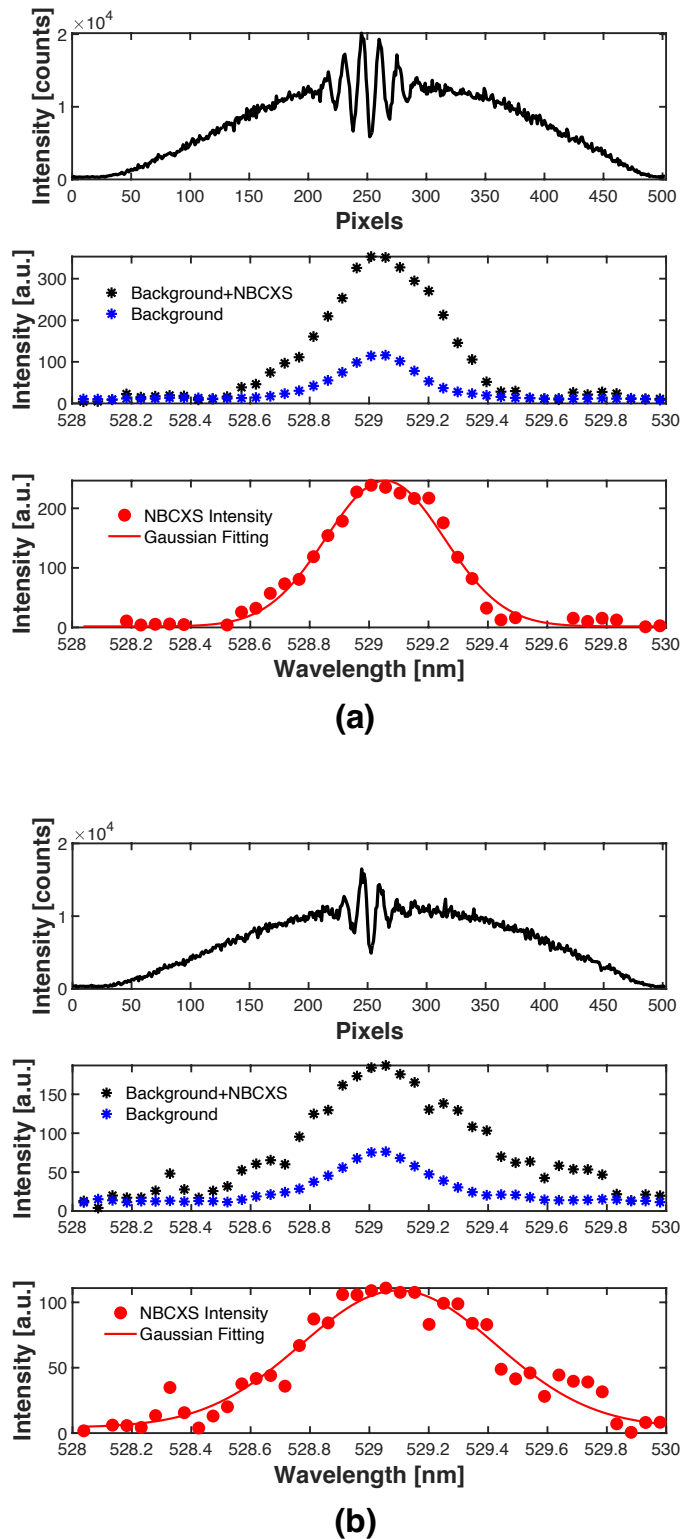 ×10⁴
Intensity [counts]
2
1
0
0 50 100 150 200 250 300 350 400 450 500
Pixels
Intensity [a.u.]
300
200
100
0
Background+NBCXS
Background
528 528.2 528.4 528.6 528.8 529 529.2 529.4 529.6 529.8 530
Intensity [a.u.]
200
100
0
NBCXS Intensity
Gaussian Fitting
528 528.2 528.4 528.6 528.8 529 529.2 529.4 529.6 529.8 530
Wavelength [nm]
(a)
×10⁴
Intensity [counts]
2
1
0
0 50 100 150 200 250 300 350 400 450 500
Pixels
Intensity [a.u.]
150
100
50
0
Background+NBCXS
Background
528 528.2 528.4 528.6 528.8 529 529.2 529.4 529.6 529.8 530
Intensity [a.u.]
100
50
0
NBCXS Intensity
Gaussian Fitting
528 528.2 528.4 528.6 528.8 529 529.2 529.4 529.6 529.8 530
Wavelength [nm]
(b)